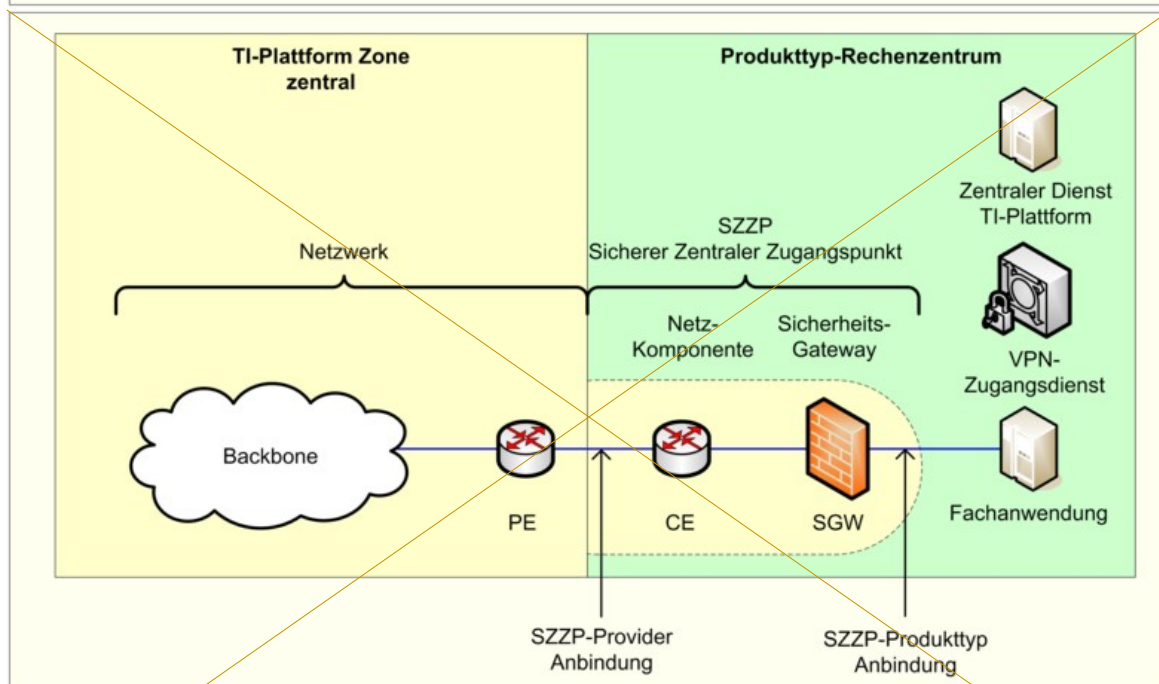 TI-Plattform Zone
zentral
Produkttyp-Rechenzentrum
Zentraler Dienst
TI-Plattform
Netzwerk
SZZP
Sicherer Zentraler Zugangspunkt
Netz-
Komponente
Sicherheits-
Gateway
VPN-
Zugangsdienst
Backbone
PE
CE
SGW
Fachanwendung
SZZP-Provider
Anbindung
SZZP-Produkttyp
Anbindung